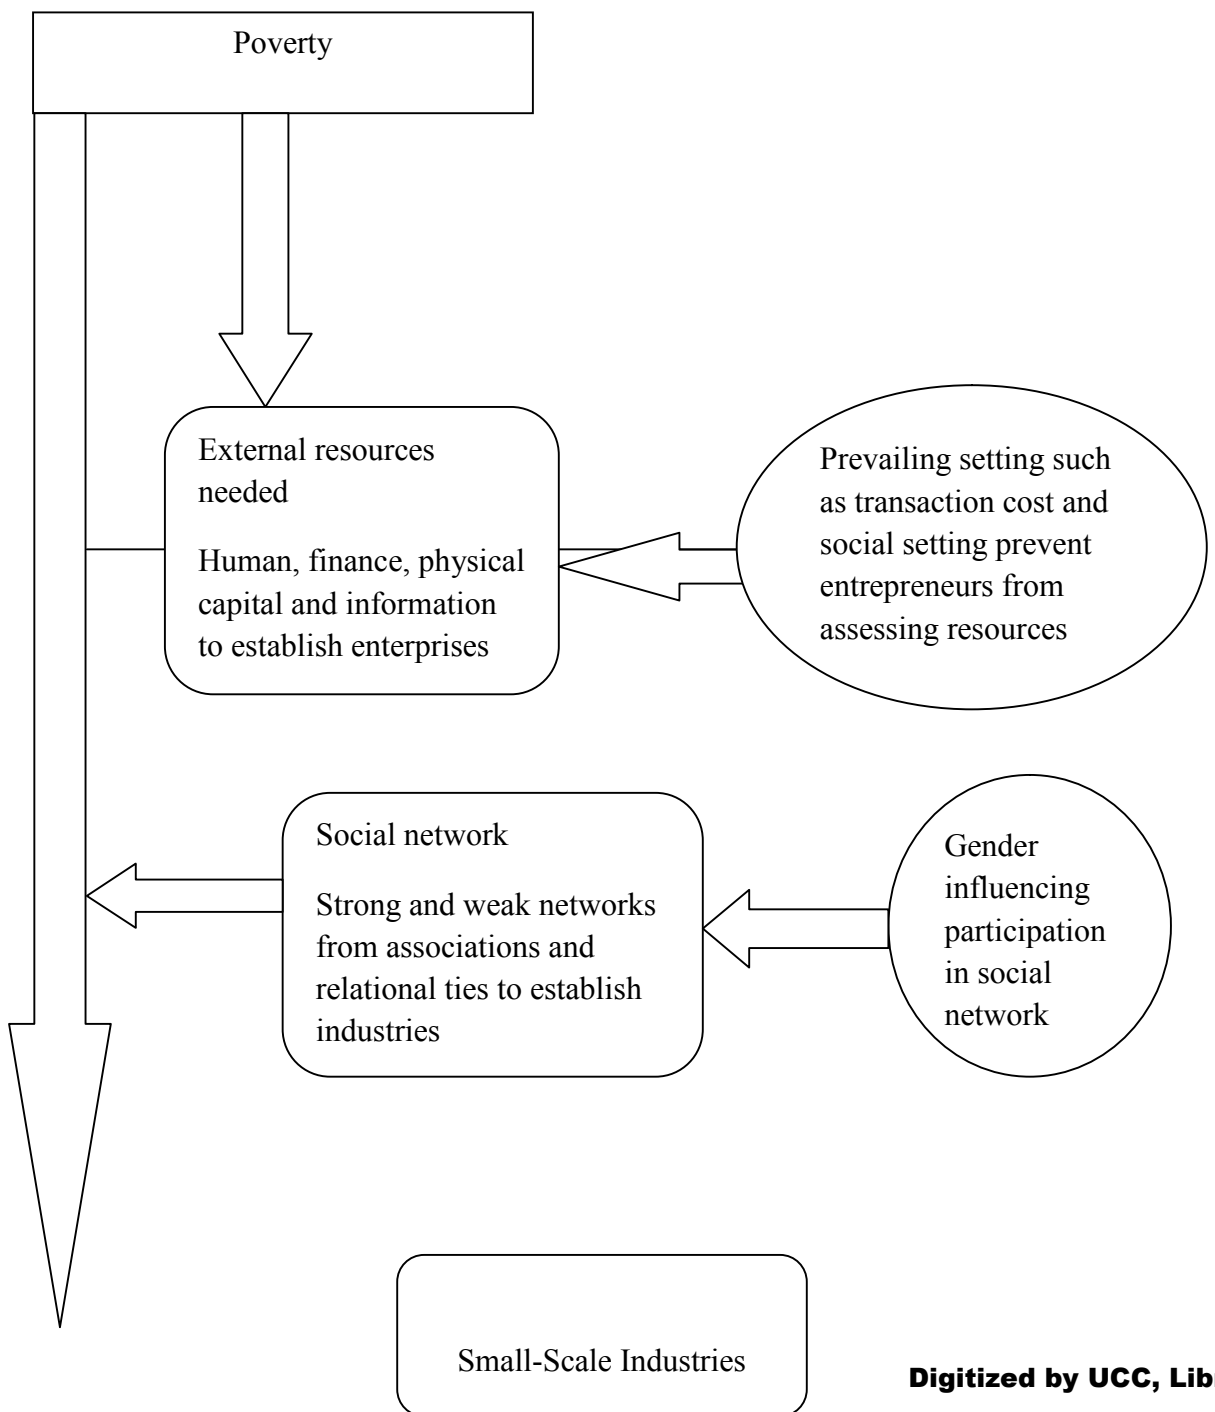 Poverty
External resources
needed
Human, finance, physical
capital and information
to establish enterprises
Prevailing setting such
as transaction cost and
social setting prevent
entrepreneurs from
assessing resources
Social network
Strong and weak networks
from associations and
relational ties to establish
industries
Gender
influencing
participation
in social
network
Small-Scale Industries
Digitized by UCC, Lib